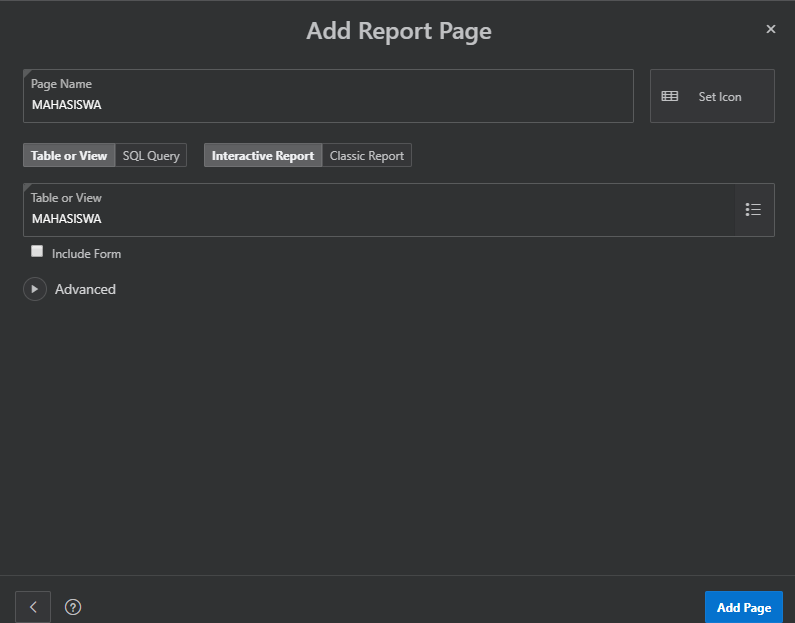 Add Report Page
Page Name
MAHASISWA
Set Icon
Table or View SQL Query Interactive Report Classic Report
Table or View
MAHASISWA
Include Form
Advanced
Add Page